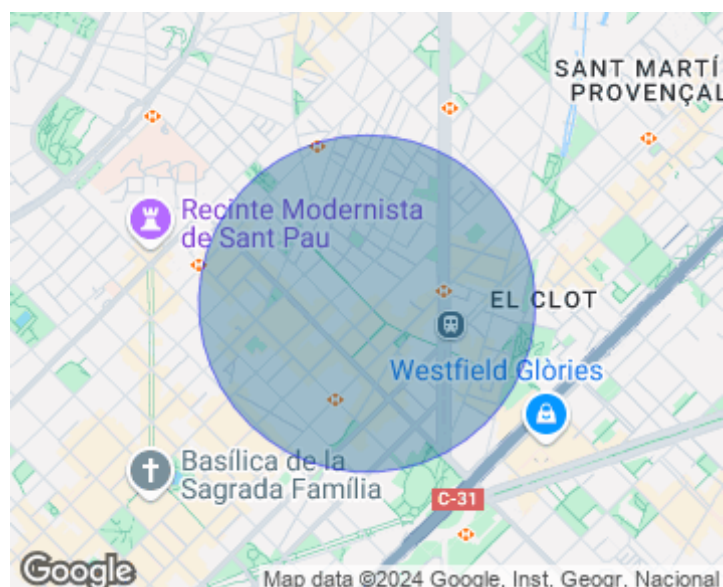 SANT MARTÍ
PROVENÇAL
Recinte Modernista
de Sant Pau
EL CLOT
Westfield Glòries
Basílica de la
Sagrada Família
C-31
Google
Map data ©2024 Google, Inst. Geogr. Nacional